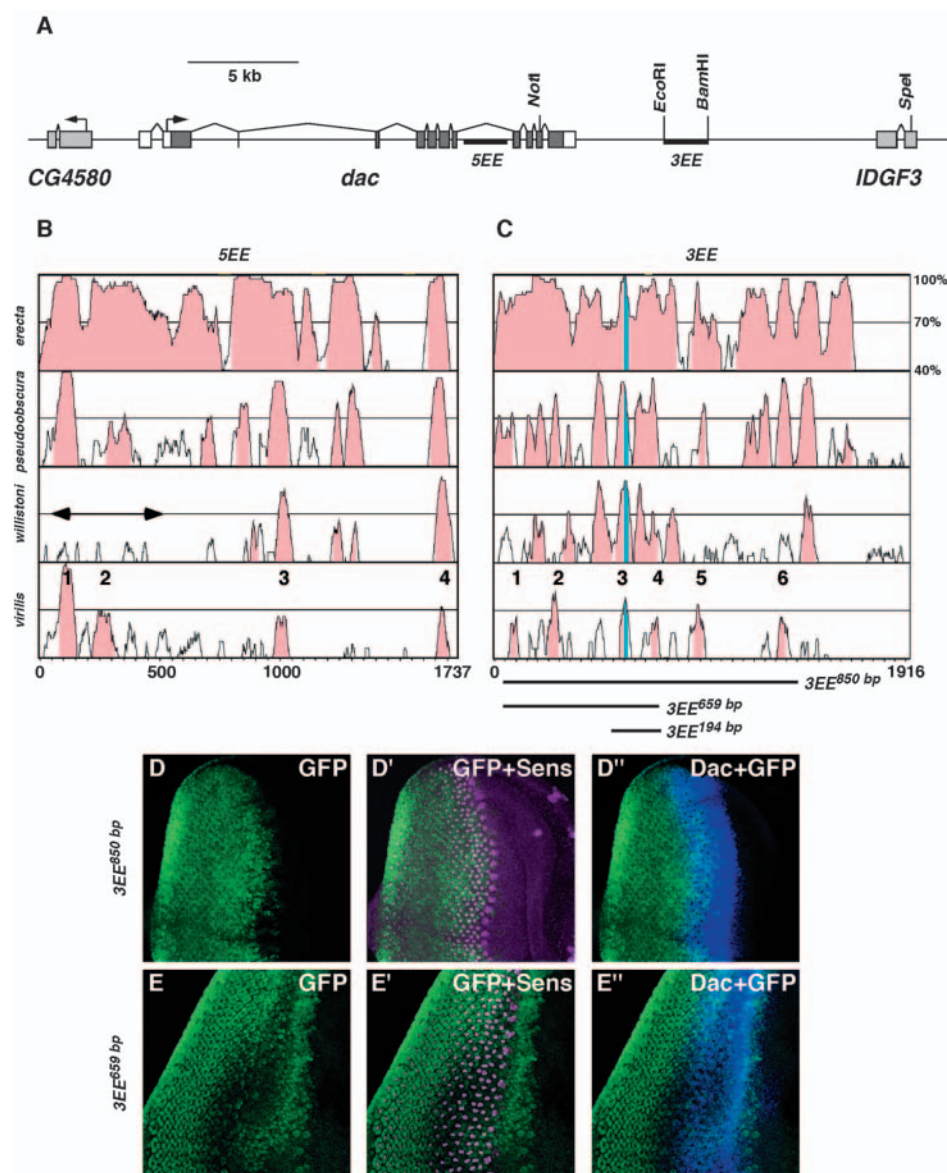 A
5 kb
NotI
EcoRI
BamHI
SpeI
5EE
3EE
CG4580
dac
IDGF3
B
5EE
erecta
pseudoobscura
willistoni
virilis
1 2 3 4
0 500 1000 1737
C
3EE
100%
70%
40%
1 2 3 4 5 6
0 1916
3EE850 bp
3EE659 bp
3EE194 bp
3EE850 bp
D GFP
D' GFP+Sens
D" Dac+GFP
3EE659 bp
E GFP
E' GFP+Sens
E" Dac+GFP